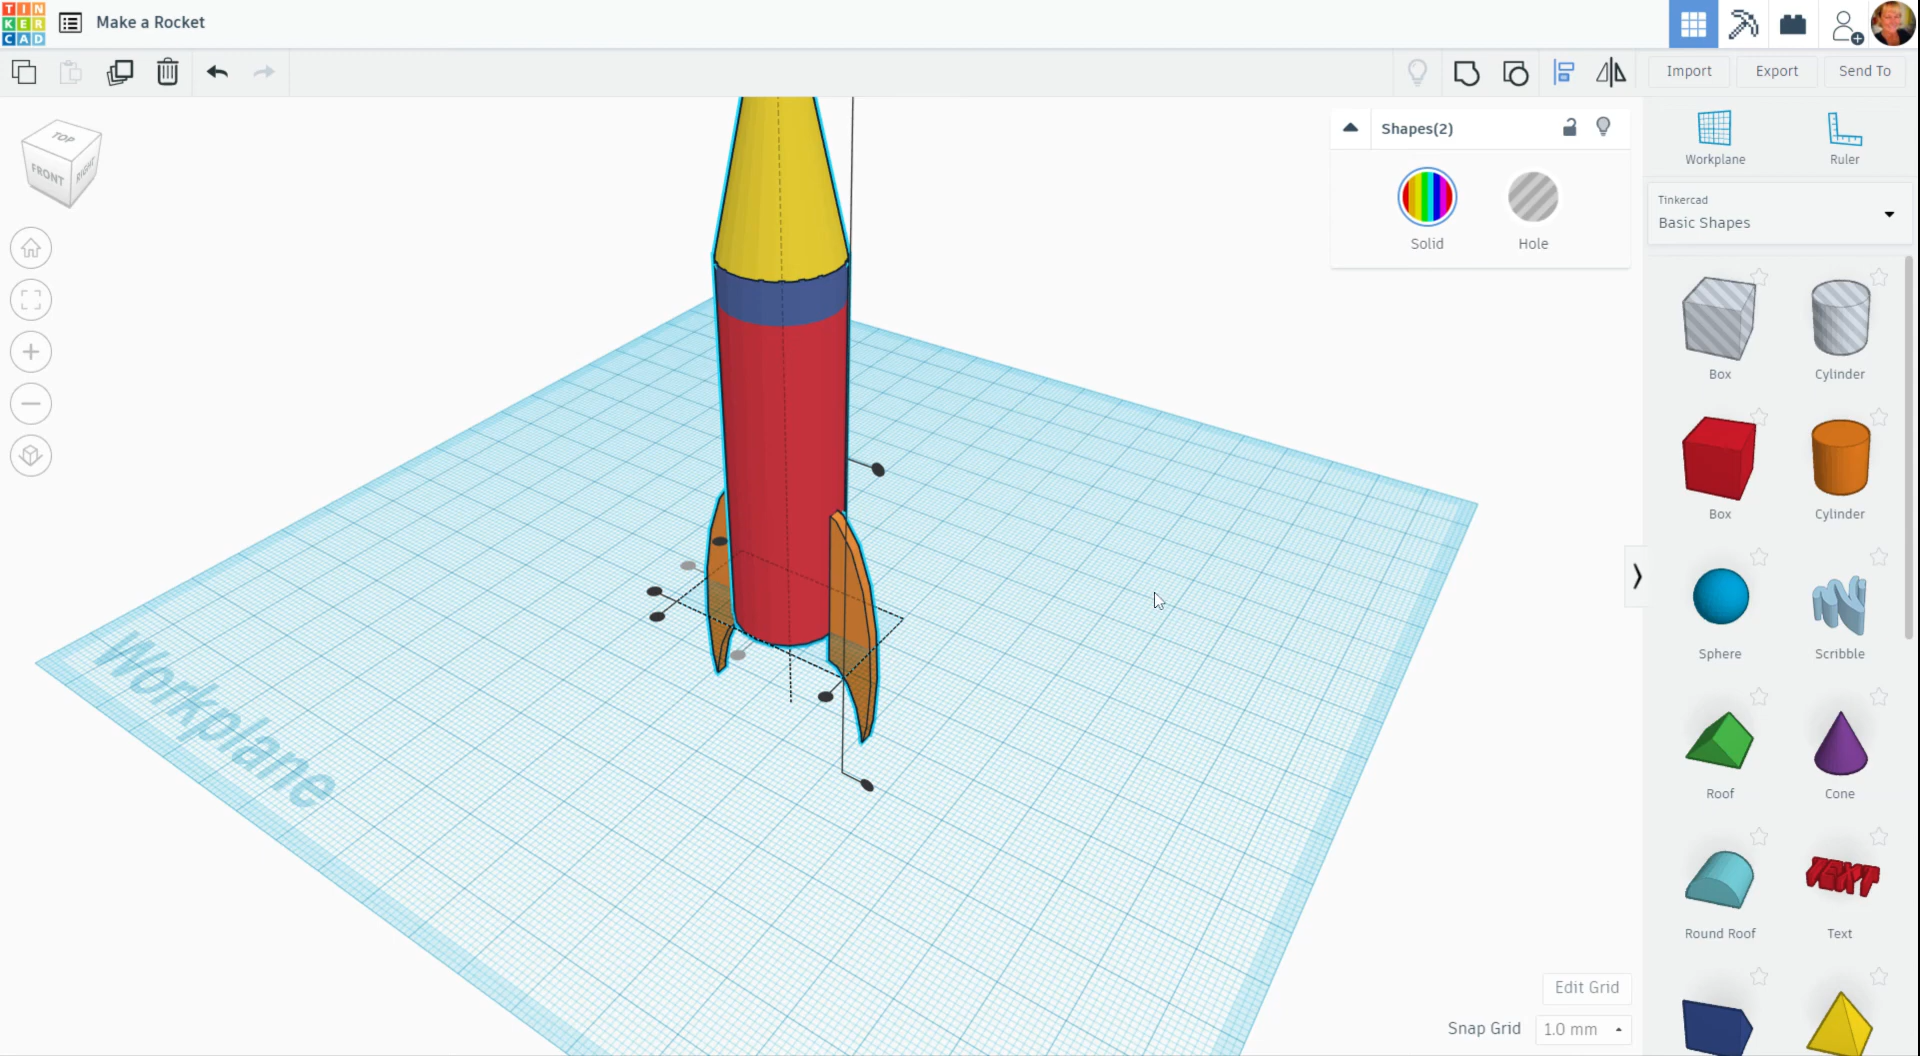 TIN
KER
CAD
Make a Rocket
Import
Export
Send To
TOP
FRONT
RIGHT
Shapes(2)
Solid
Hole
Workplane
Ruler
Tinkercad
Basic Shapes
Box
Cylinder
Box
Cylinder
Sphere
Scribble
Roof
Cone
TEXT
Round Roof
Text
Workplane
Edit Grid
Snap Grid
1.0 mm